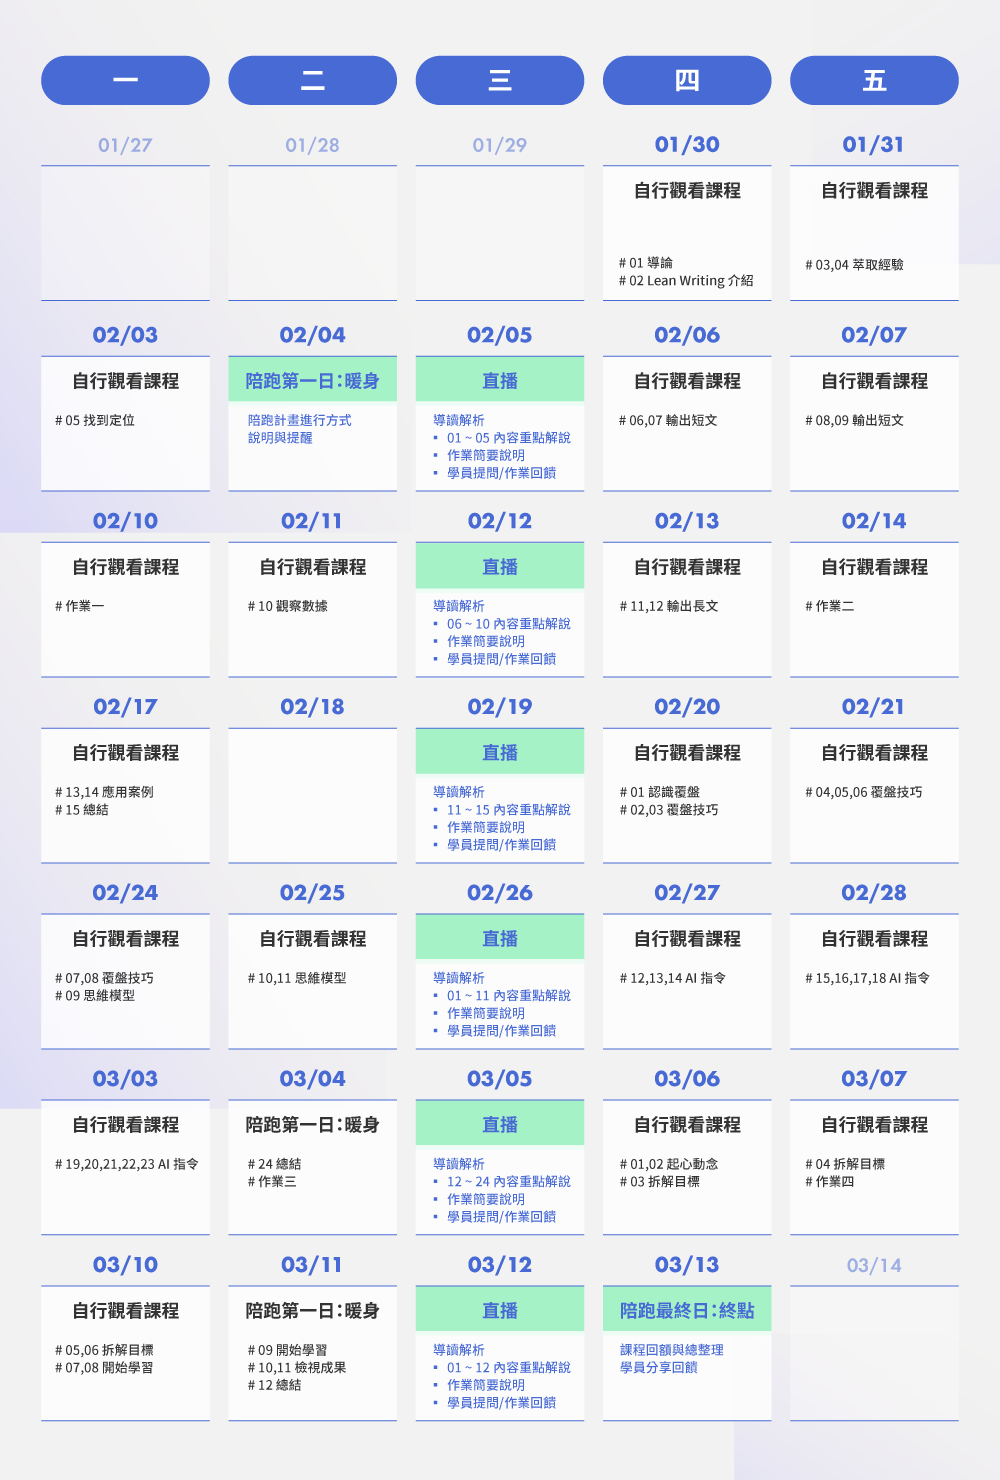 一
二
三
四
五
01/27
01/28
01/29
01/30
自行觀看課程
# 01 導論
# 02 Lean Writing 介紹
01/31
自行觀看課程
# 03,04 萃取經驗
02/03
自行觀看課程
# 05 找到定位
02/04
陪跑第一日：暖身
陪跑計畫進行方式
說明與提醒
02/05
直播
導讀解析
▪ 01 ~ 05 內容重點解說
▪ 作業簡要說明
▪ 學員提問/作業回饋
02/06
自行觀看課程
# 06,07 輸出短文
02/07
自行觀看課程
# 08,09 輸出短文
02/10
自行觀看課程
# 作業一
02/11
自行觀看課程
# 10 觀察數據
02/12
直播
導讀解析
▪ 06 ~ 10 內容重點解說
▪ 作業簡要說明
▪ 學員提問/作業回饋
02/13
自行觀看課程
# 11,12 輸出長文
02/14
自行觀看課程
# 作業二
02/17
自行觀看課程
# 13,14 應用案例
# 15 總結
02/18
02/19
直播
導讀解析
▪ 11 ~ 15 內容重點解說
▪ 作業簡要說明
▪ 學員提問/作業回饋
02/20
自行觀看課程
# 01 認識覆盤
# 02,03 覆盤技巧
02/21
自行觀看課程
# 04,05,06 覆盤技巧
02/24
自行觀看課程
# 07,08 覆盤技巧
# 09 思維模型
02/25
自行觀看課程
# 10,11 思維模型
02/26
直播
導讀解析
▪ 01 ~ 11 內容重點解說
▪ 作業簡要說明
▪ 學員提問/作業回饋
02/27
自行觀看課程
# 12,13,14 AI 指令
02/28
自行觀看課程
# 15,16,17,18 AI 指令
03/03
自行觀看課程
# 19,20,21,22,23 AI 指令
03/04
陪跑第一日：暖身
# 24 總結
# 作業三
03/05
直播
導讀解析
▪ 12 ~ 24 內容重點解說
▪ 作業簡要說明
▪ 學員提問/作業回饋
03/06
自行觀看課程
# 01,02 起心動念
# 03 拆解目標
03/07
自行觀看課程
# 04 拆解目標
# 作業四
03/10
自行觀看課程
# 05,06 拆解目標
# 07,08 開始學習
03/11
陪跑第一日：暖身
# 09 開始學習
# 10,11 檢視成果
# 12 總結
03/12
直播
導讀解析
▪ 01 ~ 12 內容重點解說
▪ 作業簡要說明
▪ 學員提問/作業回饋
03/13
陪跑最終日：終點
課程回顧與總整理
學員分享回饋
03/14